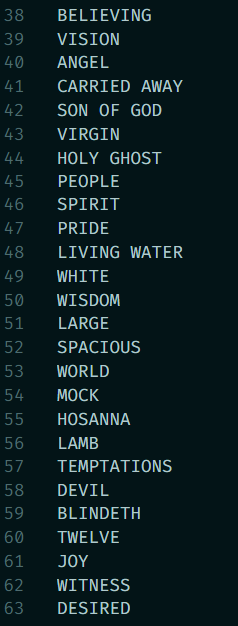 38 BELIEVING
39 VISION
40 ANGEL
41 CARRIED AWAY
42 SON OF GOD
43 VIRGIN
44 HOLY GHOST
45 PEOPLE
46 SPIRIT
47 PRIDE
48 LIVING WATER
49 WHITE
50 WISDOM
51 LARGE
52 SPACIOUS
53 WORLD
54 MOCK
55 HOSANNA
56 LAMB
57 TEMPTATIONS
58 DEVIL
59 BLINDETH
60 TWELVE
61 JOY
62 WITNESS
63 DESIRED